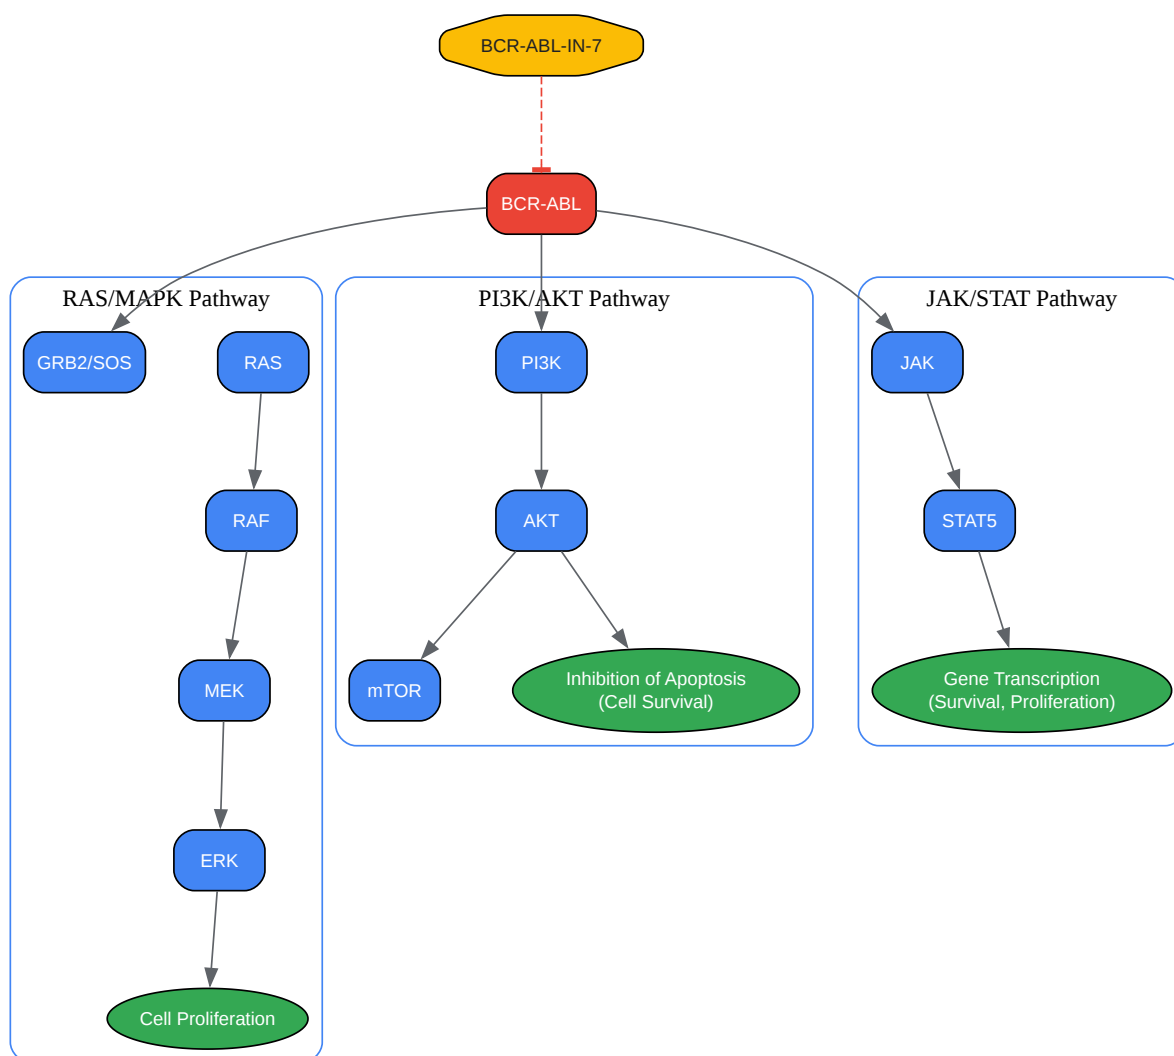 BCR-ABL-IN-7
BCR-ABL
RAS/MAPK Pathway
PI3K/AKT Pathway
JAK/STAT Pathway
GRB2/SOS
RAS
PI3K
JAK
RAF
AKT
STAT5
MEK
mTOR
Inhibition of Apoptosis
(Cell Survival)
Gene Transcription
(Survival, Proliferation)
ERK
Cell Proliferation